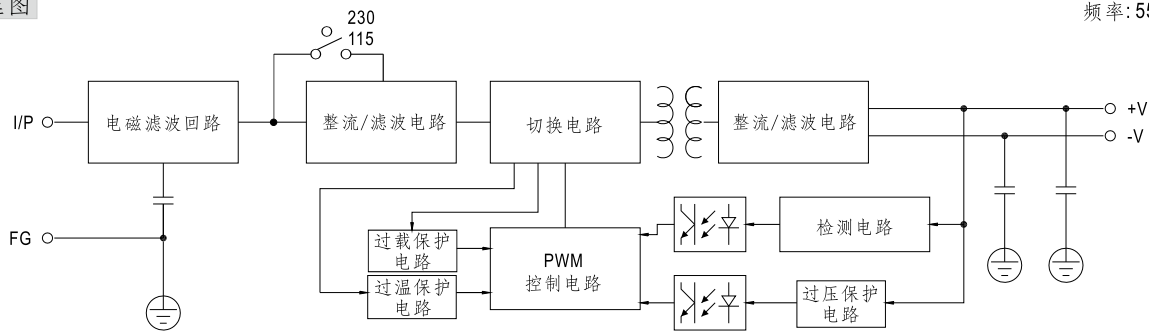 图
频率: 55
230
115
I/P
电磁滤波回路
整流/滤波电路
切换电路
整流/滤波电路
+V
-V
FG
过载保护
电路
过温保护
电路
PWM
控制电路
检测电路
过压保护
电路